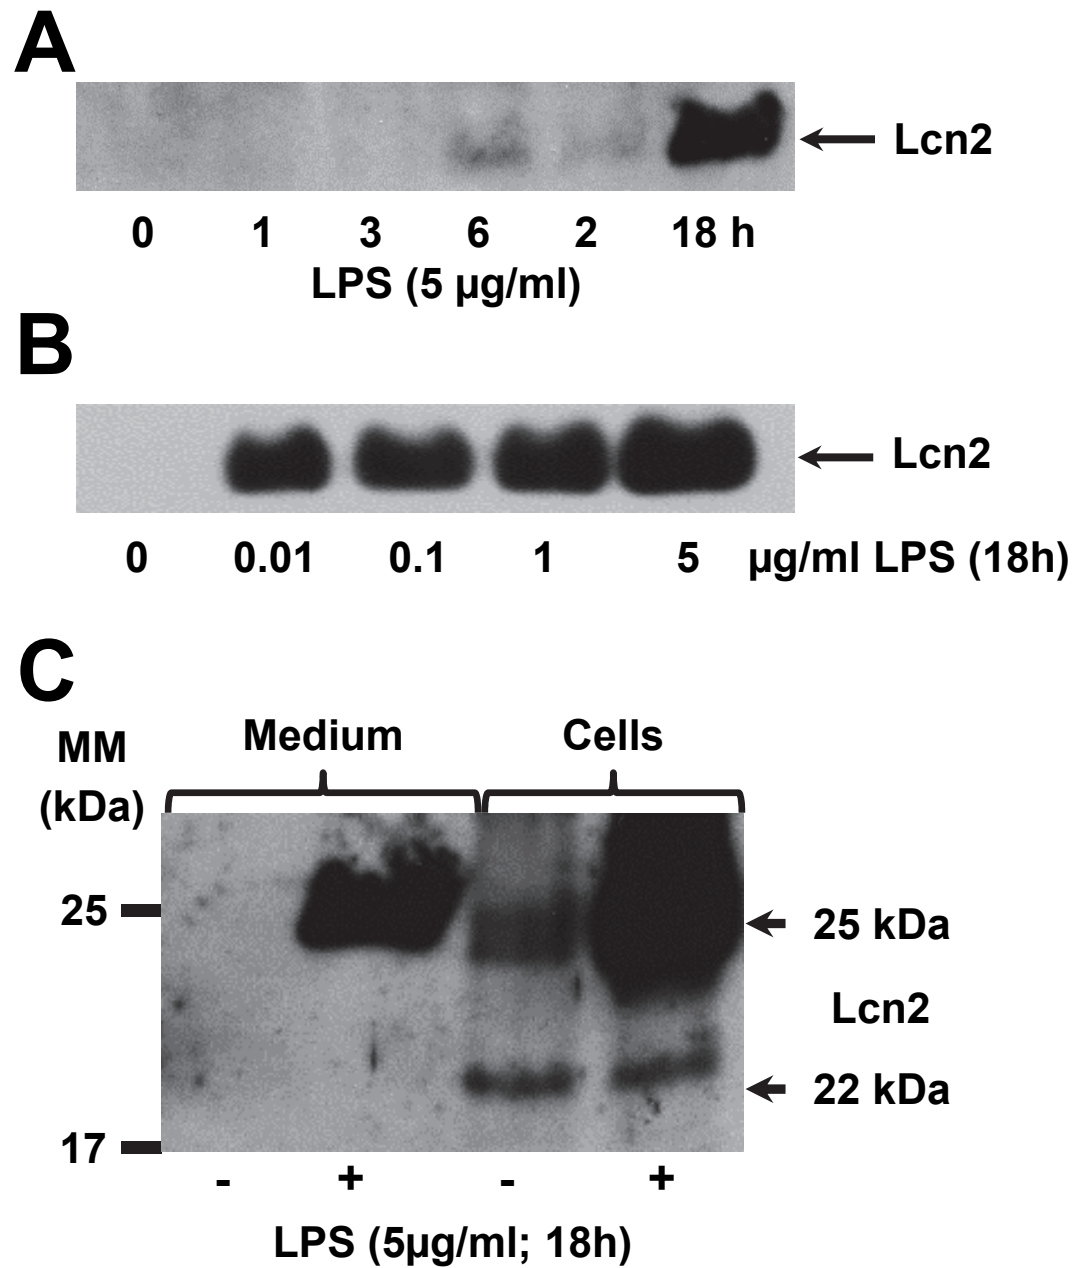 A
Lcn2
0 1 3 6 2 18 h
LPS (5 µg/ml)
B
Lcn2
0 0.01 0.1 1 5 µg/ml LPS (18h)
C
MM
(kDa)
Medium Cells
25
25 kDa
Lcn2
22 kDa
17
- + - +
LPS (5µg/ml; 18h)